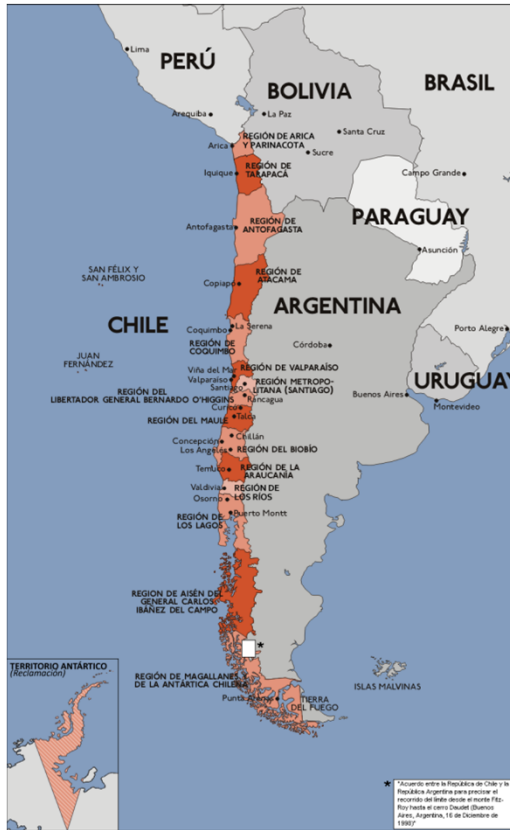 Lima
PERÚ
BOLIVIA
BRASIL
Arequiba
La Paz
Santa Cruz
Arica
REGIÓN DE ARICA
Y PARINACOTA
Sucre
Iquique
REGIÓN DE
TARAPACÁ
Campo Grande
PARAGUAY
Antofagasta
REGIÓN DE
ANTOFAGASTA
Asunción
SAN FÉLIX Y
SAN AMBROSIO
REGIÓN DE
ATACAMA
Copiapó
ARGENTINA
CHILE
La Serena
Coquimbo
REGIÓN DE
COQUIMBO
Córdoba
Porto Alegre
JUAN
FERNÁNDEZ
Viña del Mar
REGIÓN DE VALPARAÍSO
Valparaíso
Santiago
REGIÓN METROPO-
LITANA (SANTIAGO)
URUGUAY
REGIÓN DEL
LIBERTADOR GENERAL BERNARDO O'HIGGINS
Rancagua
Buenos Aires
Montevideo
Curicó
REGIÓN DEL MAULE
Talca
Chillán
Concepción
Los Angeles
REGIÓN DEL BIOBÍO
Temuco
REGIÓN DE LA
ARAUCANÍA
Valdivia
REGIÓN DE
LOS RÍOS
Osorno
Puerto Montt
REGIÓN DE
LOS LAGOS
REGION DE AISÉN DEL
GENERAL CARLOS
IBÁÑEZ DEL CAMPO
*
TERRITORIO ANTÁRTICO
(Reclamación)
REGIÓN DE MAGALLANES Y
DE LA ANTÁRTICA CHILENA
ISLAS MALVINAS
Punta Arenas
TIERRA
DEL FUEGO
* "Acuerdo entre la República de Chile y la
República Argentina para precisar el
recorrido del límite desde el monte Fitz-
Roy hasta el cerro Daudet (Buenos
Aires, Argentina, 16 de Diciembre de
1998)"